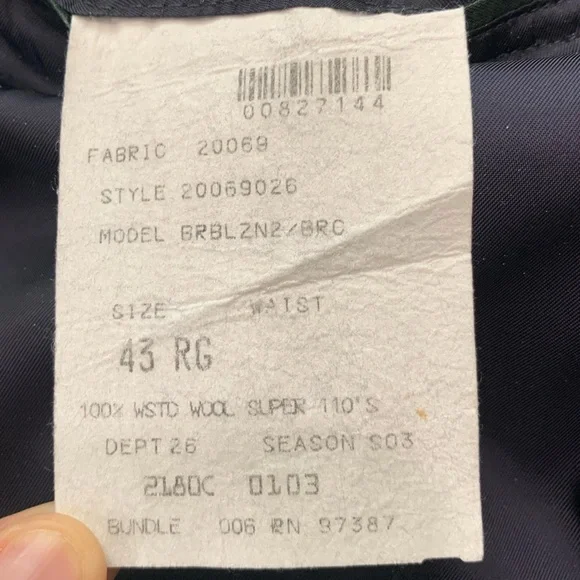 00827144
FABRIC 20069
STYLE 20069026
MODEL BRBLZN2/BRC
SIZE WAIST
43 RG
100% WSTD WOOL SUPER 110'S
DEPT 26 SEASON S03
2180C 0103
BUNDLE 006 RN 97387